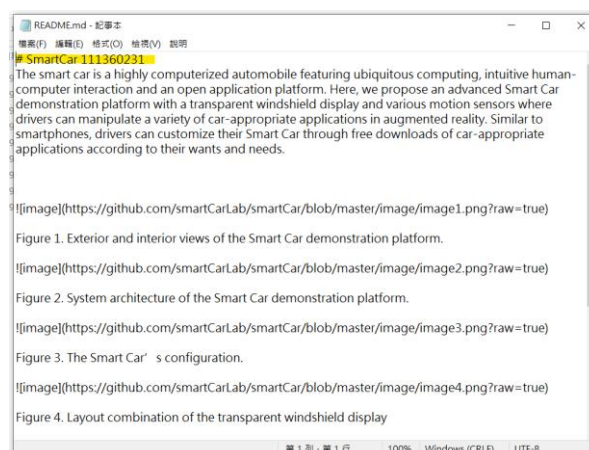 README.md - 記事本
檔案(F) 編輯(E) 格式(O) 檢視(V) 說明
# SmartCar 111360231
The smart car is a highly computerized automobile featuring ubiquitous computing, intuitive human-
computer interaction and an open application platform. Here, we propose an advanced Smart Car
demonstration platform with a transparent windshield display and various motion sensors where
drivers can manipulate a variety of car-appropriate applications in augmented reality. Similar to
smartphones, drivers can customize their Smart Car through free downloads of car-appropriate
applications according to their wants and needs.
![image](https://github.com/smartCarLab/smartCar/blob/master/image/image1.png?raw=true)
Figure 1. Exterior and interior views of the Smart Car demonstration platform.
![image](https://github.com/smartCarLab/smartCar/blob/master/image/image2.png?raw=true)
Figure 2. System architecture of the Smart Car demonstration platform.
![image](https://github.com/smartCarLab/smartCar/blob/master/image/image3.png?raw=true)
Figure 3. The Smart Car’s configuration.
![image](https://github.com/smartCarLab/smartCar/blob/master/image/image4.png?raw=true)
Figure 4. Layout combination of the transparent windshield display
第 1 列，第 1 行 100% Windows (CRLF) UTF-8